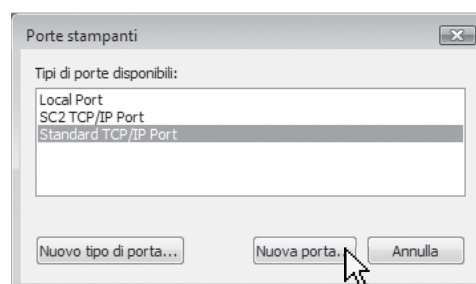 Porte stampanti
Tipi di porte disponibili:
Local Port
SC2 TCP/IP Port
Standard TCP/IP Port
Nuovo tipo di porta... Nuova porta... Annulla